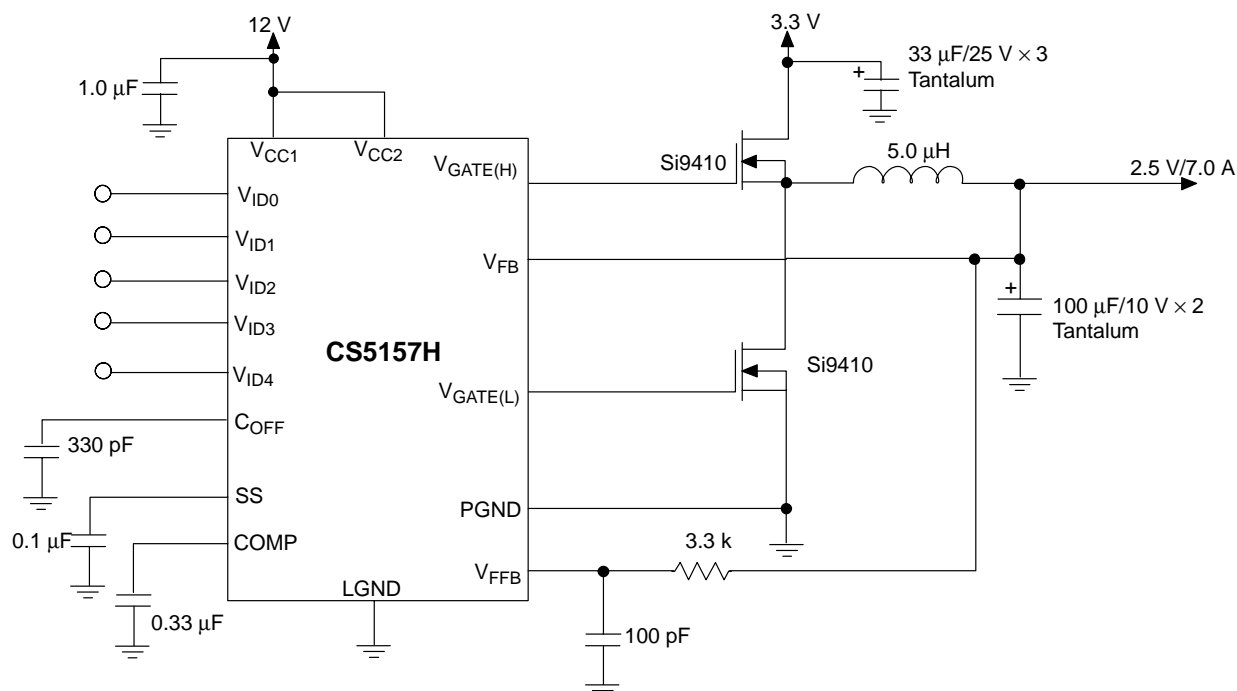 12 V
3.3 V
1.0 μF
33 μF/25 V × 3
Tantalum
V_CC1
V_CC2
V_GATE(H)
Si9410
5.0 μH
2.5 V/7.0 A
V_ID0
V_ID1
V_FB
V_ID2
100 μF/10 V × 2
Tantalum
V_ID3
CS5157H
V_ID4
V_GATE(L)
Si9410
C_OFF
330 pF
SS
PGND
0.1 μF
COMP
3.3 k
V_FFB
LGND
0.33 μF
100 pF
+
+